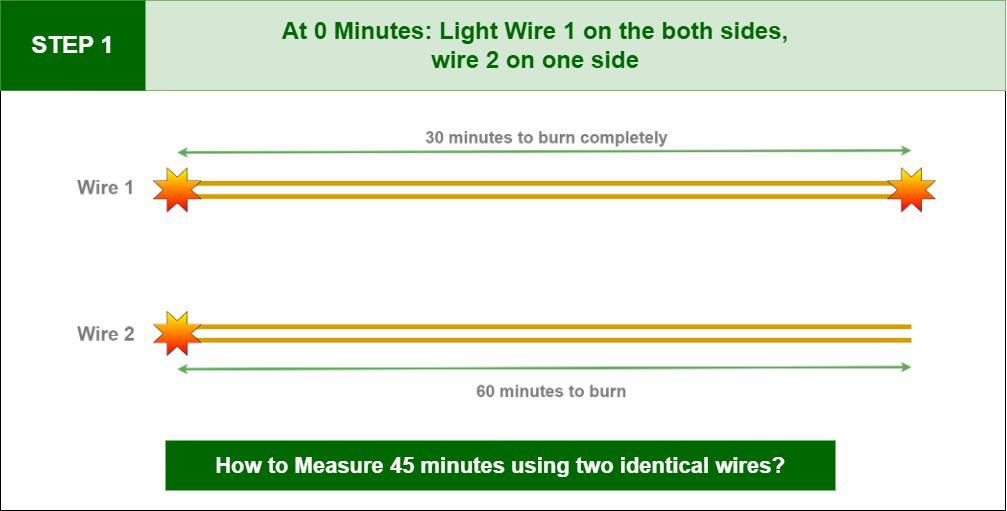 STEP 1
At 0 Minutes: Light Wire 1 on the both sides,
wire 2 on one side
30 minutes to burn completely
Wire 1
Wire 2
60 minutes to burn
How to Measure 45 minutes using two identical wires?